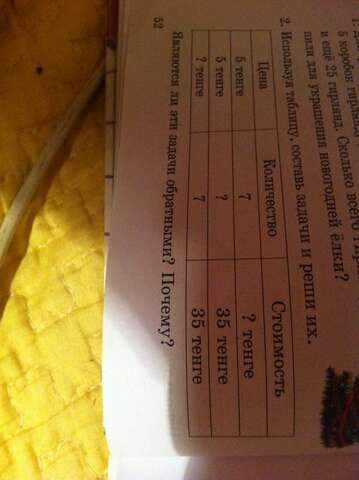 5 коробок
и ещё 25 гирлянд. Сколько всего
пили для украшения новогодней ёлки?
2. Используя таблицу, составь задачи и реши их.
Цена Количество Стоимость
5 тенге 7 ? тенге
5 тенге ? 35 тенге
? тенге 7 35 тенге
Являются ли эти задачи обратными? Почему?
52